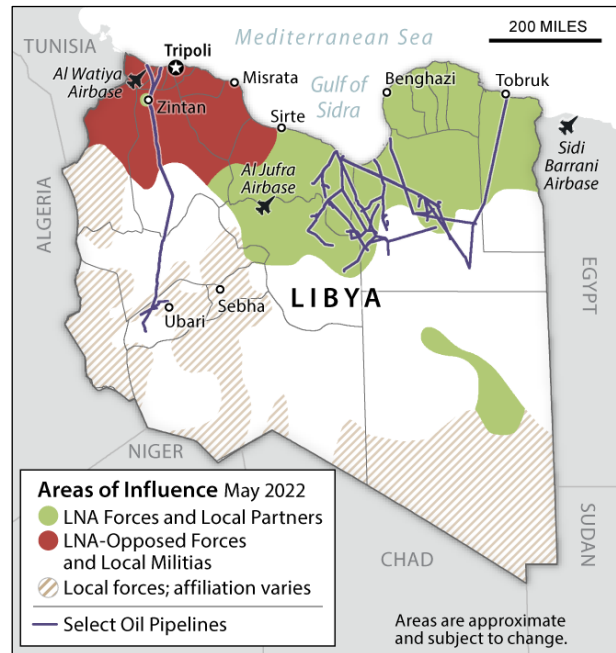 TUNISIA
Mediterranean Sea
200 MILES
Tripoli
Al Watiya
Airbase
Misrata
Gulf of
Sidra
Benghazi
Tobruk
Zintan
Sirte
Sidi
Barrani
Airbase
Al Jufra
Airbase
ALGERIA
EGYPT
LIBYA
Sebha
Ubari
NIGER
Areas of Influence May 2022
LNA Forces and Local Partners
LNA-Opposed Forces
and Local Militias
Local forces; affiliation varies
Select Oil Pipelines
CHAD
SUDAN
Areas are approximate
and subject to change.